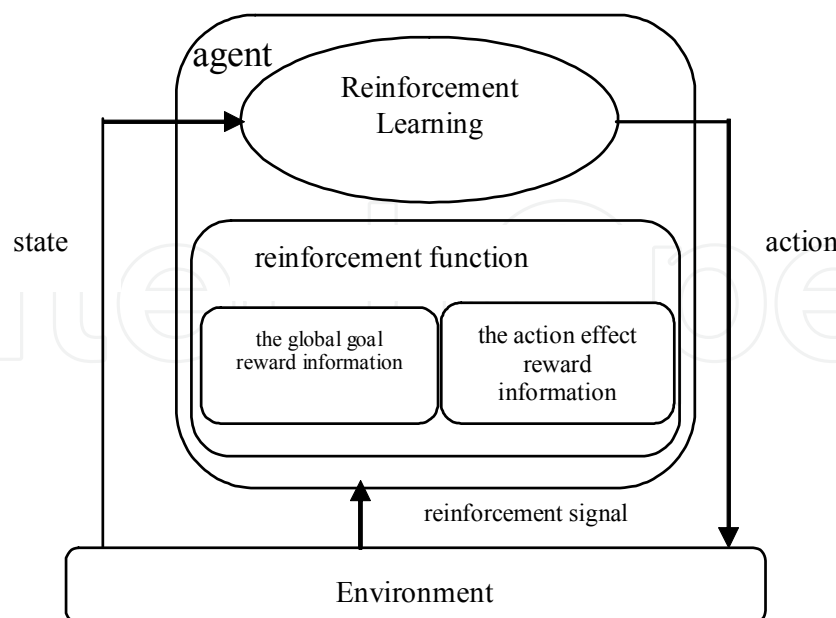 agent
Reinforcement
Learning
state
action
reinforcement function
the global goal
reward information
the action effect
reward
information
reinforcement signal
Environment